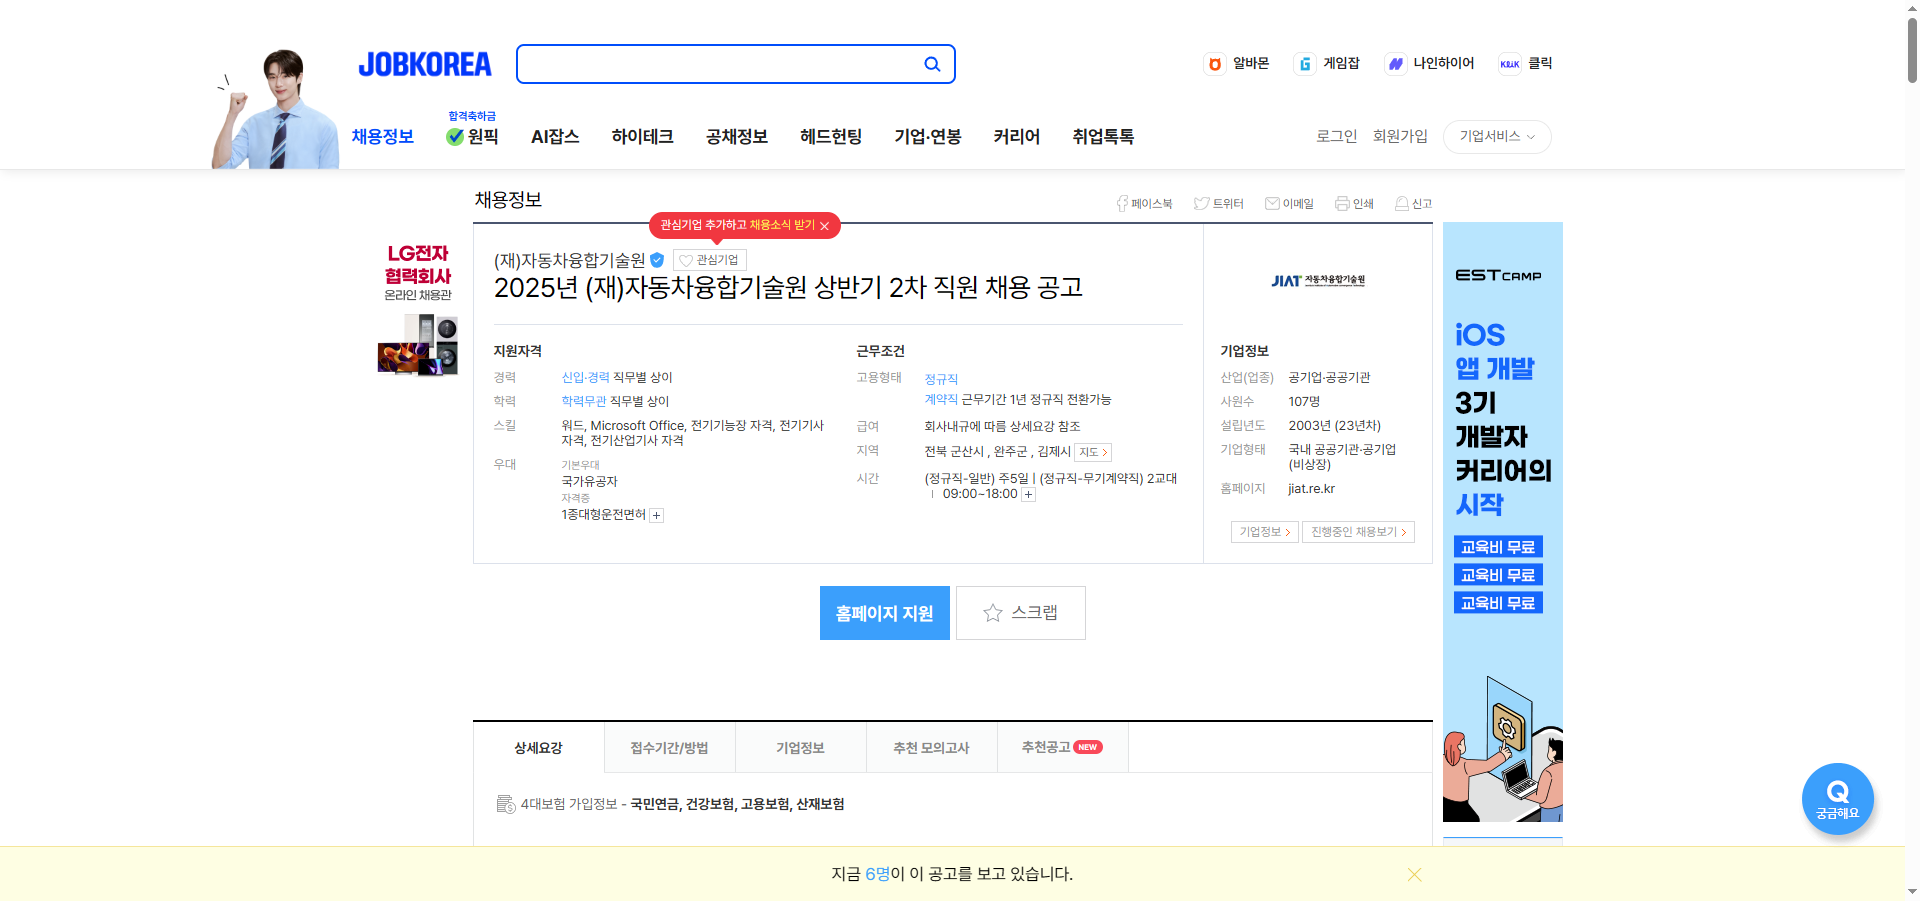 JOBKOREA
알바몬
게임잡
나인하이어
KLiK 클릭
채용정보
합격축하금
원픽
AI잡스
하이테크
공채정보
헤드헌팅
기업·연봉
커리어
취업톡톡
로그인
회원가입
기업서비스
채용정보
페이스북
트위터
이메일
인쇄
신고
관심기업 추가하고 채용소식 받기
LG전자
협력회사
온라인 채용관
(재)자동차융합기술원
관심기업
2025년 (재)자동차융합기술원 상반기 2차 직원 채용 공고
지원자격
경력 신입·경력 직무별 상이
학력 학력무관 직무별 상이
스킬 워드, Microsoft Office, 전기기능장 자격, 전기기사
자격, 전기산업기사 자격
우대 기본우대
국가유공자
자격증
1종대형운전면허 +
근무조건
고용형태 정규직
계약직 근무기간 1년 정규직 전환가능
급여 회사내규에 따름 상세요강 참조
지역 전북 군산시 , 완주군 , 김제시 지도
시간 (정규직-일반) 주5일 | (정규직-무기계약직) 2교대
09:00~18:00 +
JIAT 자동차융합기술원
기업정보
산업(업종) 공기업·공공기관
사원수 107명
설립년도 2003년 (23년차)
기업형태 국내 공공기관·공기업
(비상장)
홈페이지 jiat.re.kr
기업정보
진행중인 채용보기
홈페이지 지원
스크랩
EST CAMP
iOS
앱 개발
3기
개발자
커리어의
시작
교육비 무료
교육비 무료
교육비 무료
상세요강
접수기간/방법
기업정보
추천 모의고사
추천공고 NEW
4대보험 가입정보 - 국민연금, 건강보험, 고용보험, 산재보험
Q
궁금해요
지금 6명이 이 공고를 보고 있습니다.